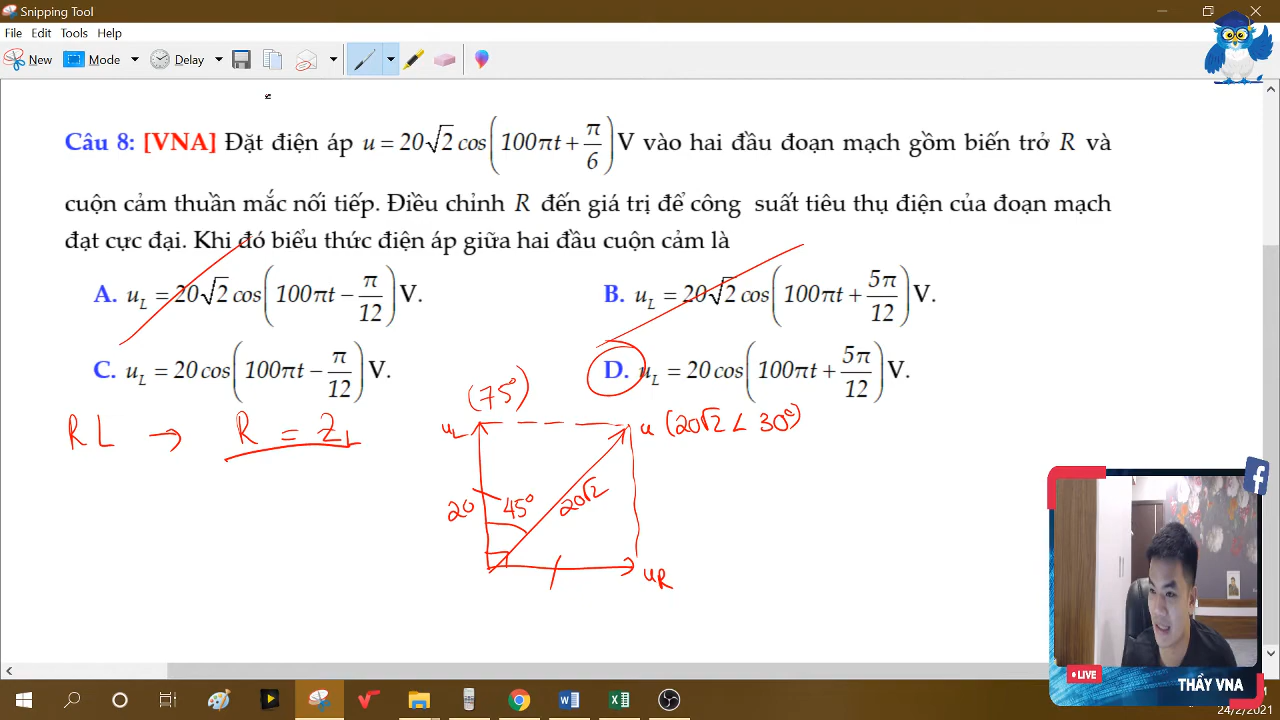 Snipping Tool
File Edit Tools Help
New Mode Delay
Câu 8: [VNA] Đặt điện áp u = 20√2 cos(100πt + π/6) V vào hai đầu đoạn mạch gồm biến trở R và
cuộn cảm thuần mắc nối tiếp. Điều chỉnh R đến giá trị để công suất tiêu thụ điện của đoạn mạch
đạt cực đại. Khi đó biểu thức điện áp giữa hai đầu cuộn cảm là
A. u_L = 20√2 cos(100πt − π/12) V.
B. u_L = 20√2 cos(100πt + 5π/12) V.
C. u_L = 20 cos(100πt − π/12) V.
D. u_L = 20 cos(100πt + 5π/12) V.
(75°)
RL → R = Z_L
u_L
u (20√2 ∠ 30°)
20
45°
20√2
u_R
LIVE
THẦY VNA
24/2/2021